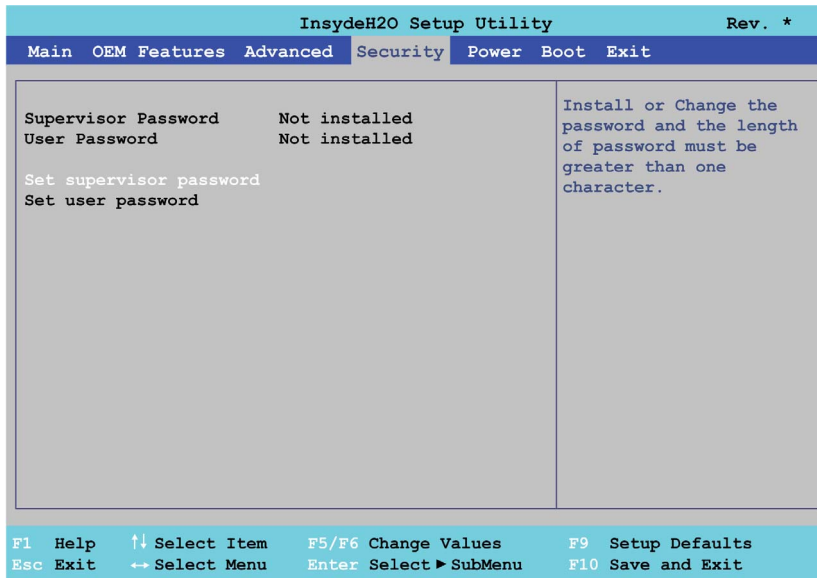 InsydeH2O Setup Utility Rev. *
Main OEM Features Advanced Security Power Boot Exit
Supervisor Password Not installed
User Password Not installed
Set supervisor password
Set user password
Install or Change the
password and the length
of password must be
greater than one
character.
F1 Help ↑↓ Select Item F5/F6 Change Values F9 Setup Defaults
Esc Exit ↔ Select Menu Enter Select ► SubMenu F10 Save and Exit